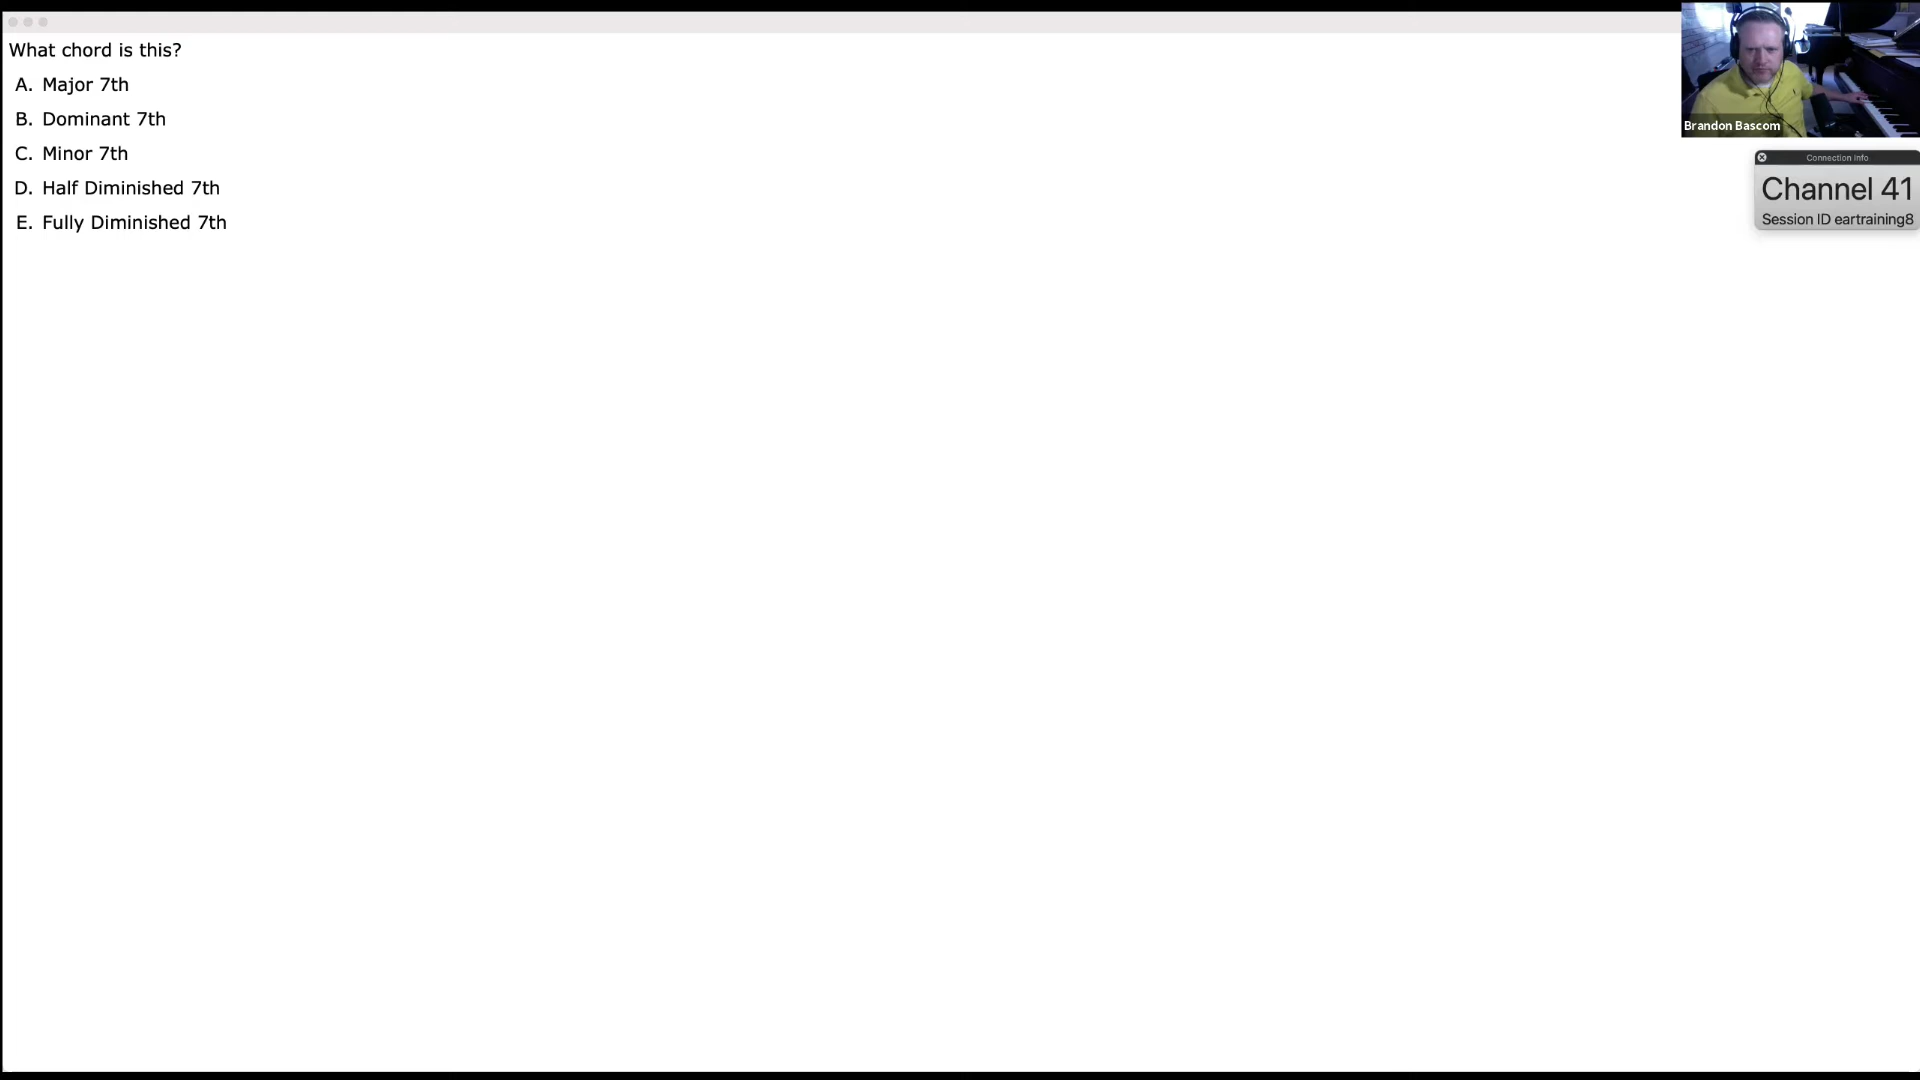 What chord is this?
A. Major 7th
B. Dominant 7th
C. Minor 7th
D. Half Diminished 7th
E. Fully Diminished 7th
Brandon Bascom
Connection Info
Channel 41
Session ID eartraining8